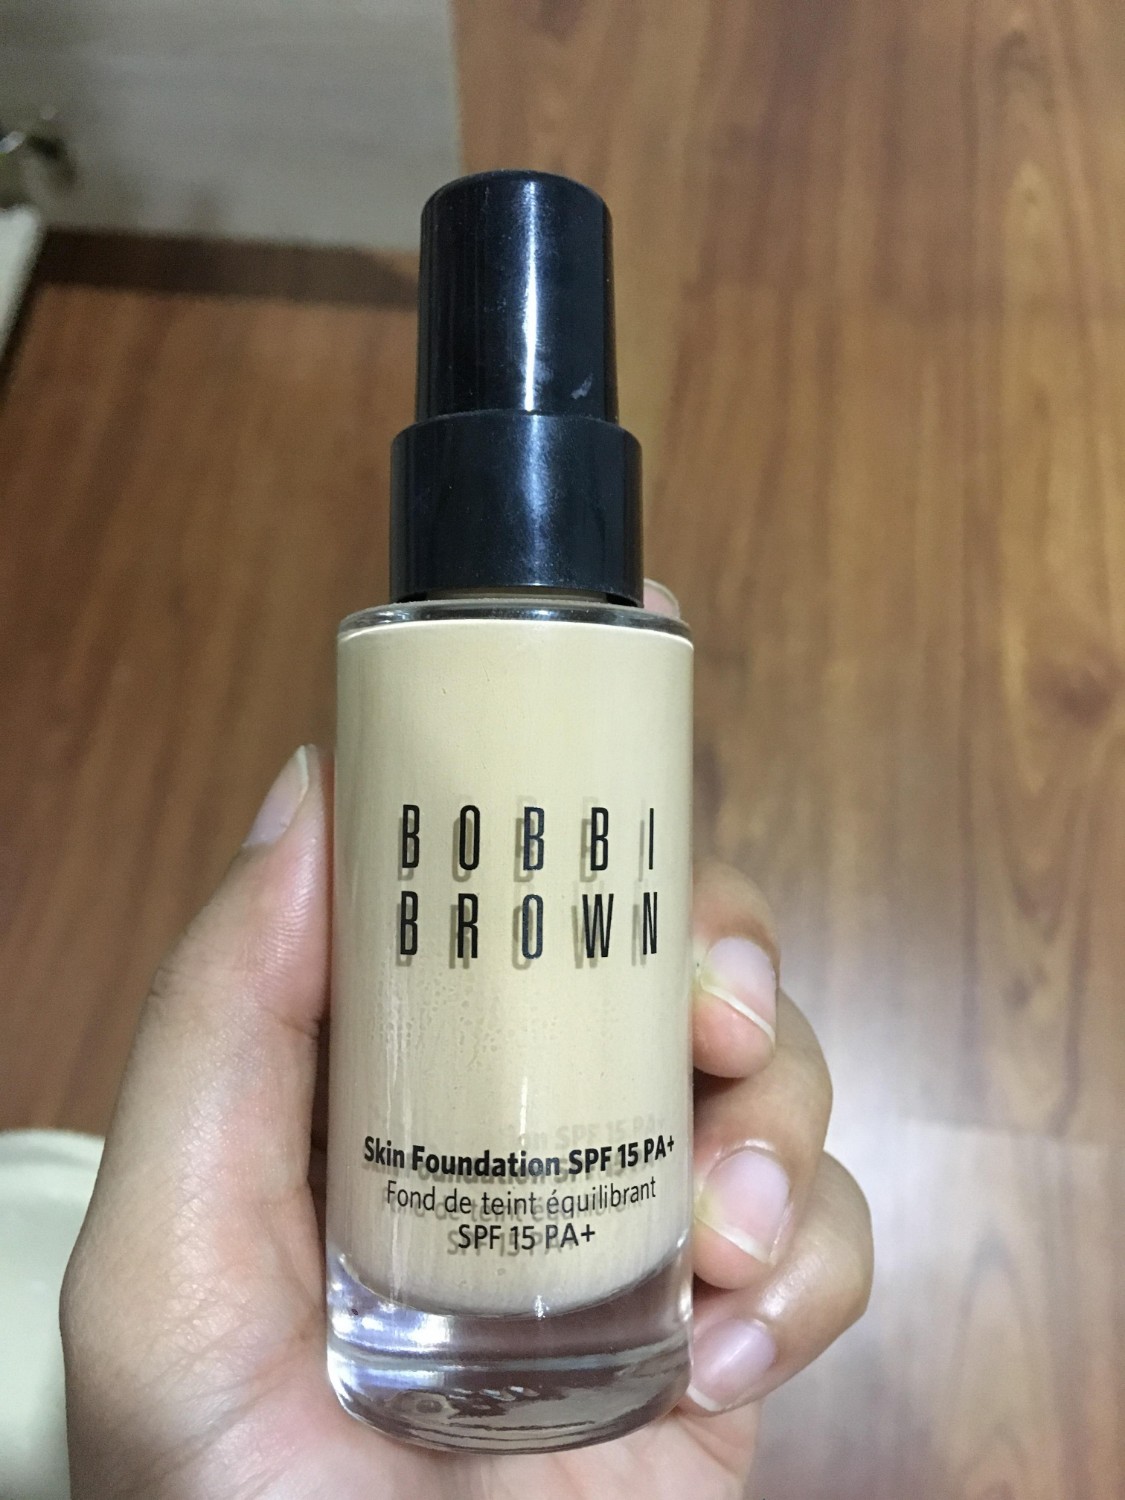 BOBBI
BROWN
Skin Foundation SPF 15 PA+
Fond de teint équilibrant
SPF 15 PA+